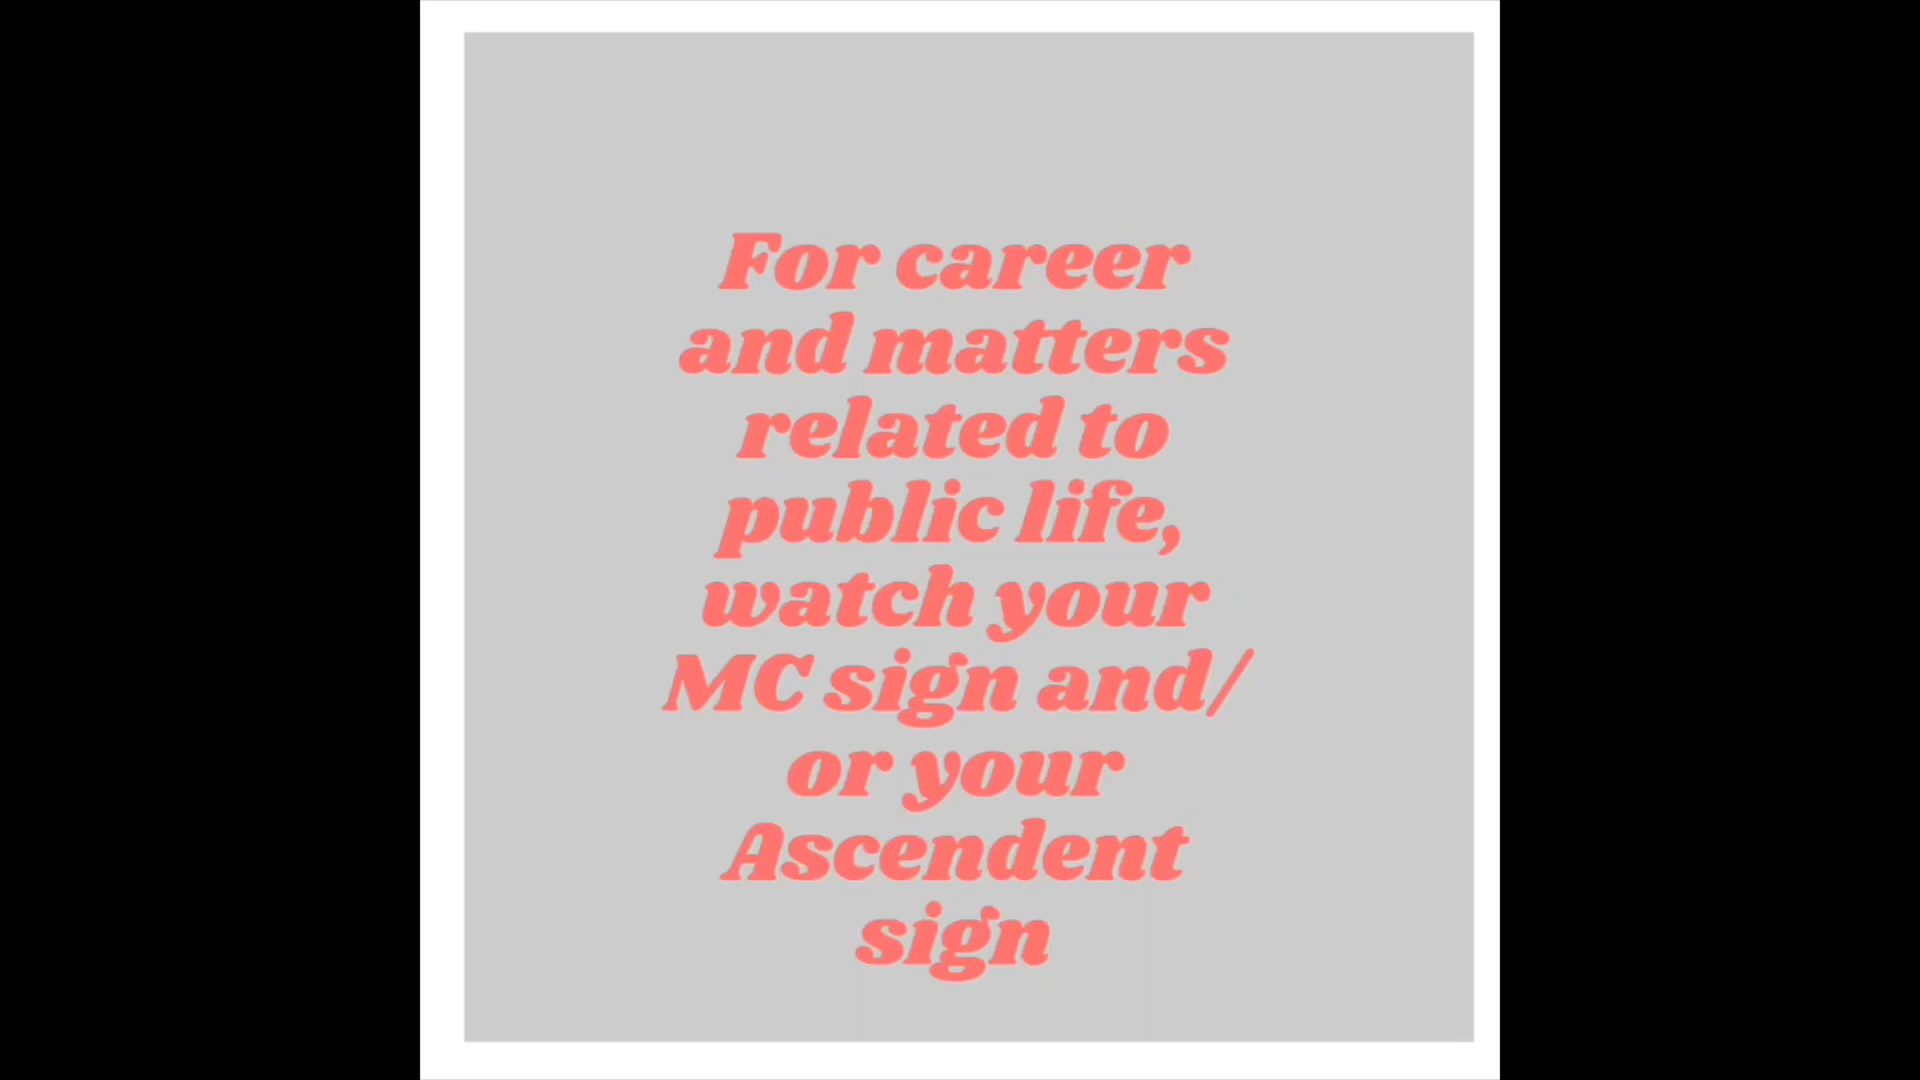 For career
and matters
related to
public life,
watch your
MC sign and/
or your
Ascendent
sign